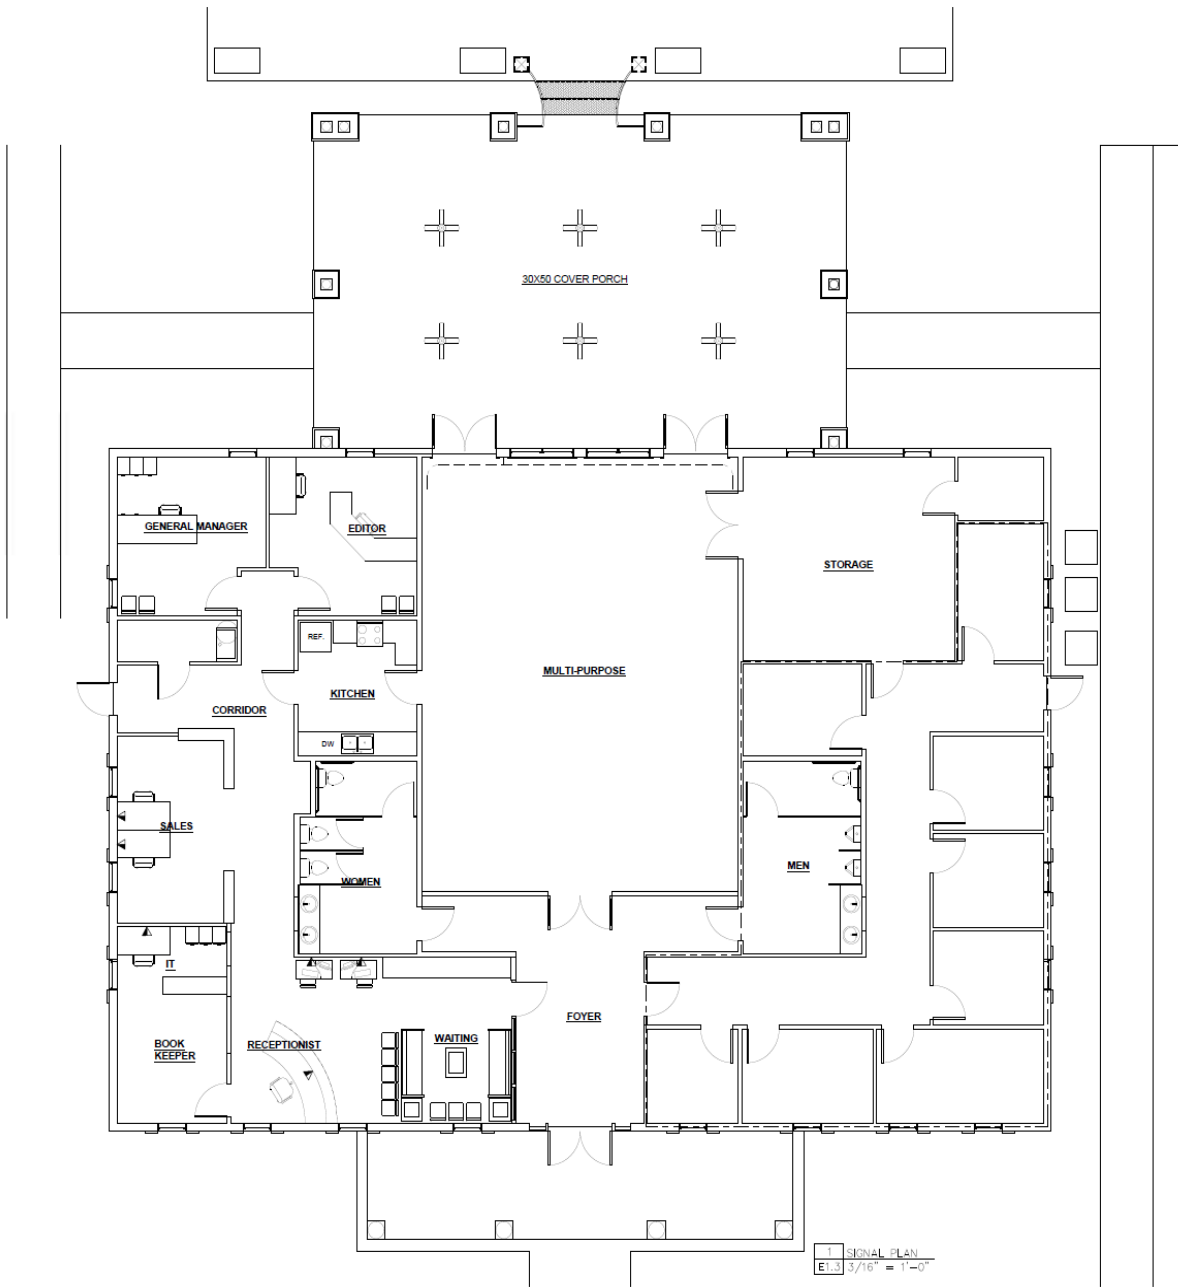 30X50 COVER PORCH
GENERAL MANAGER
EDITOR
STORAGE
REF.
MULTI-PURPOSE
KITCHEN
CORRIDOR
DW
SALES
MEN
WOMEN
IT
FOYER
WAITING
BOOK
KEEPER
RECEPTIONIST
1 SIGNAL PLAN
E1.3 3/16" = 1'-0"